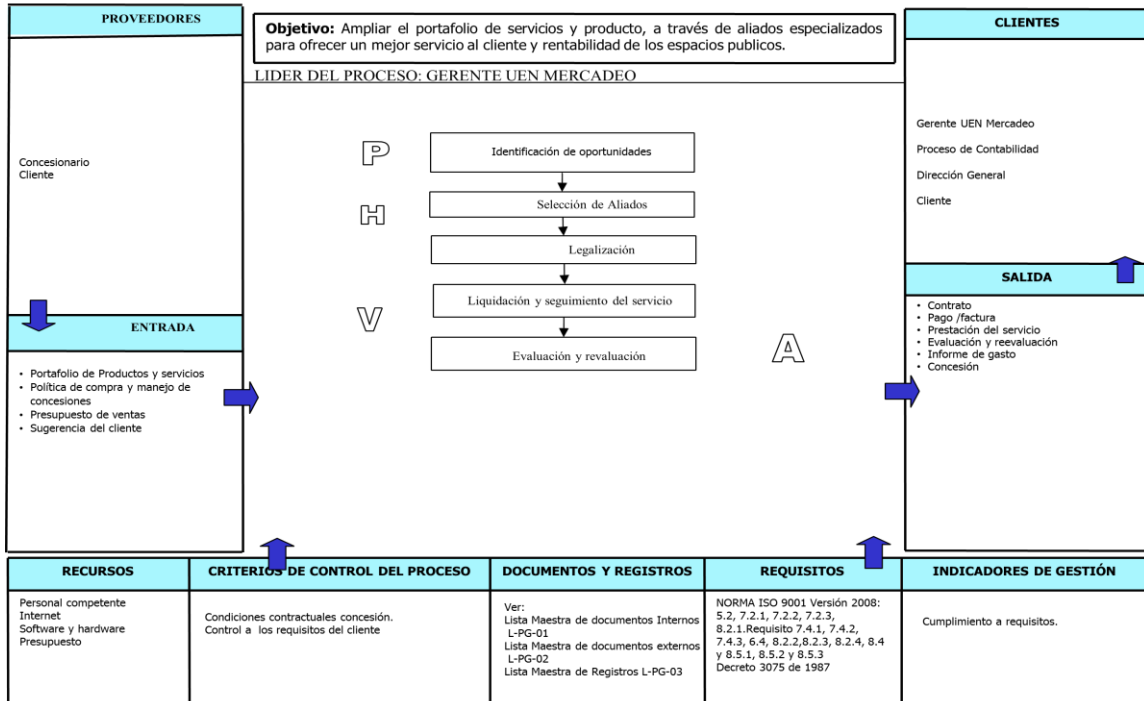 PROVEEDORES
Concesionario
Cliente
ENTRADA
• Portafolio de Productos y servicios
• Política de compra y manejo de
concesiones
• Presupuesto de ventas
• Sugerencia del cliente
Objetivo: Ampliar el portafolio de servicios y producto, a través de aliados especializados
para ofrecer un mejor servicio al cliente y rentabilidad de los espacios publicos.
LIDER DEL PROCESO: GERENTE UEN MERCADEO
P
Identificación de oportunidades
H
Selección de Aliados
Legalización
V
Liquidación y seguimiento del servicio
Evaluación y revaluación
A
CLIENTES
Gerente UEN Mercadeo
Proceso de Contabilidad
Dirección General
Cliente
SALIDA
• Contrato
• Pago /factura
• Prestación del servicio
• Evaluación y reevaluación
• Informe de gasto
• Concesión
RECURSOS
Personal competente
Internet
Software y hardware
Presupuesto
CRITERIOS DE CONTROL DEL PROCESO
Condiciones contractuales concesión.
Control a los requisitos del cliente
DOCUMENTOS Y REGISTROS
Ver:
Lista Maestra de documentos Internos
L-PG-01
Lista Maestra de documentos externos
L-PG-02
Lista Maestra de Registros L-PG-03
REQUISITOS
NORMA ISO 9001 Versión 2008:
5.2, 7.2.1, 7.2.2, 7.2.3,
8.2.1.Requisito 7.4.1, 7.4.2,
7.4.3, 6.4, 8.2.2,8.2.3, 8.2.4, 8.4
y 8.5.1, 8.5.2 y 8.5.3
Decreto 3075 de 1987
INDICADORES DE GESTIÓN
Cumplimiento a requisitos.